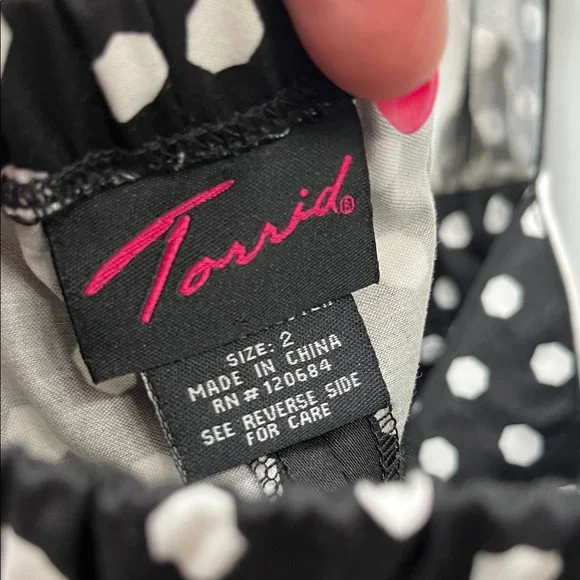 Torrid®
SIZE: 2
MADE IN CHINA
RN # 120684
SEE REVERSE SIDE
FOR CARE